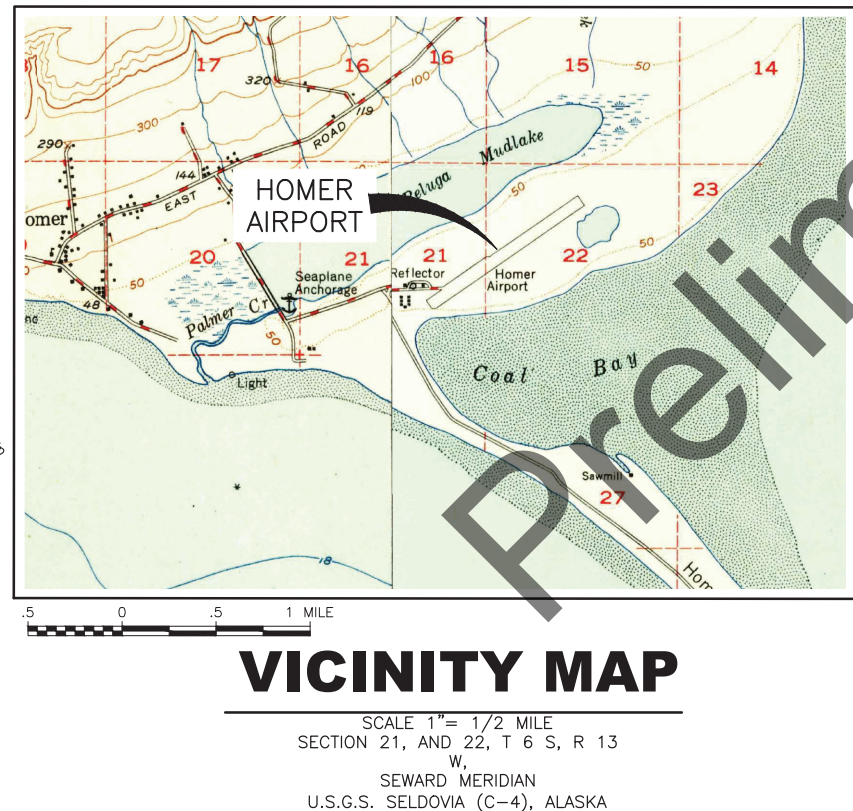 17
16
16
15
14
320
119
100
50
300
290
144
EAST
ROAD
Beluga Mudlake
HOMER
AIRPORT
omer
50
23
50
20
21
21
22
Seaplane
Anchorage
Reflector
Homer
Airport
50
48
Palmer Cr
50
Light
Coal Bay
Sawmill
27
18
Hom
Prelim
.5 0 .5 1 MILE
VICINITY MAP
SCALE 1"= 1/2 MILE
SECTION 21, AND 22, T 6 S, R 13
W,
SEWARD MERIDIAN
U.S.G.S. SELDOVIA (C-4), ALASKA